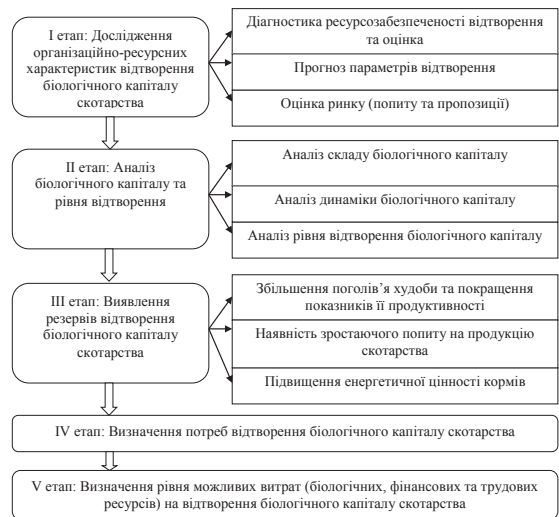 І етап: Дослідження
організаційно-ресурсних
характеристик відтворення
біологічного капіталу
скотарства
Діагностика ресурсозабезпеченості відтворення
та оцінка
Прогноз параметрів відтворення
Оцінка ринку (попиту та пропозиції)
ІІ етап: Аналіз
біологічного капіталу та
рівня відтворення
Аналіз складу біологічного капіталу
Аналіз динаміки біологічного капіталу
Аналіз рівня відтворення біологічного капіталу
ІІІ етап: Виявлення
резервів відтворення
біологічного капіталу
скотарства
Збільшення поголів’я худоби та покращення
показників її продуктивності
Наявність зростаючого попиту на продукцію
скотарства
Підвищення енергетичної цінності кормів
IV етап: Визначення потреб відтворення біологічного капіталу скотарства
V етап: Визначення рівня можливих витрат (біологічних, фінансових та трудових
ресурсів) на відтворення біологічного капіталу скотарства